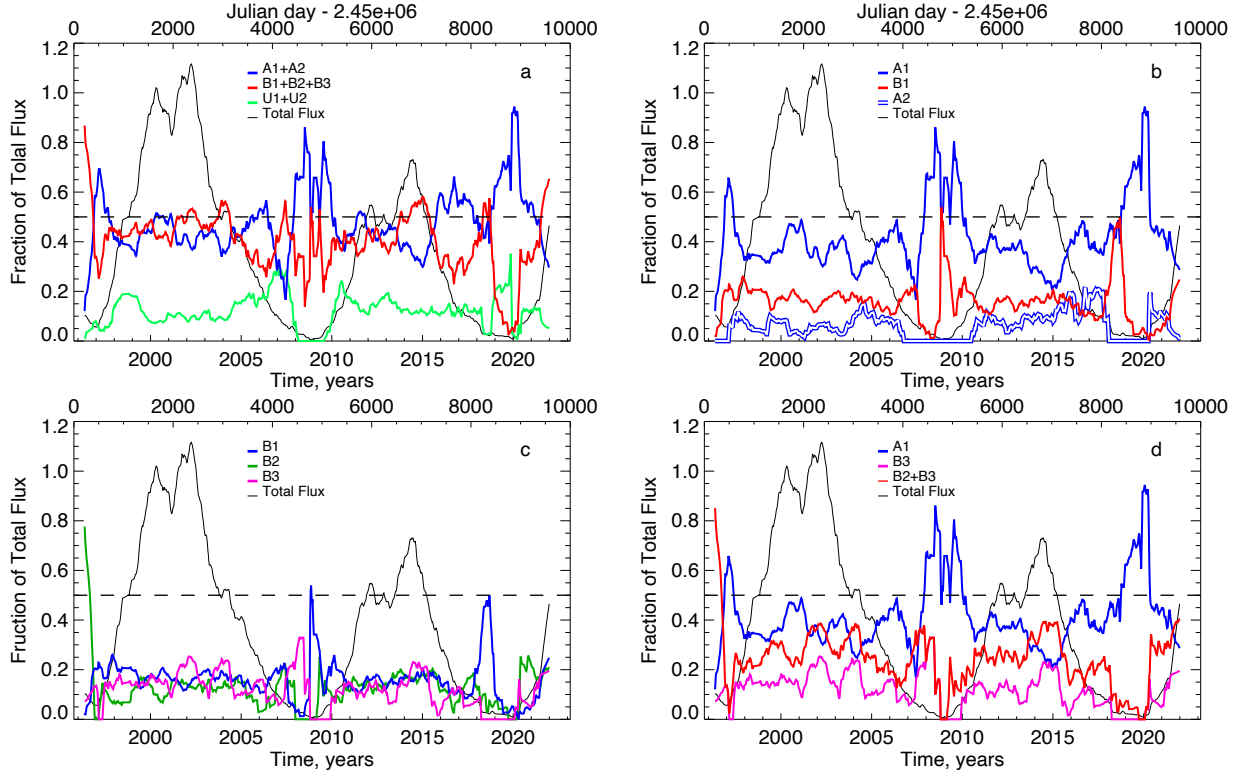 Julian day - 2.45e+06
0 2000 4000 6000 8000 10000
1.2
1.0
0.8
0.6
0.4
0.2
0.0
Fraction of Tolal Flux
a
A1+A2
B1+B2+B3
U1+U2
Total Flux
2000 2005 2010 2015 2020
Time, years
Julian day - 2.45e+06
0 2000 4000 6000 8000 10000
1.2
1.0
0.8
0.6
0.4
0.2
0.0
Fraction of Total Flux
b
A1
B1
A2
Total Flux
2000 2005 2010 2015 2020
Time, years
0 2000 4000 6000 8000 10000
1.2
1.0
0.8
0.6
0.4
0.2
0.0
Fruction of Total Flux
c
B1
B2
B3
Total Flux
2000 2005 2010 2015 2020
Time, years
0 2000 4000 6000 8000 10000
1.2
1.0
0.8
0.6
0.4
0.2
0.0
Fraction of Total Flux
d
A1
B3
B2+B3
Total Flux
2000 2005 2010 2015 2020
Time, years